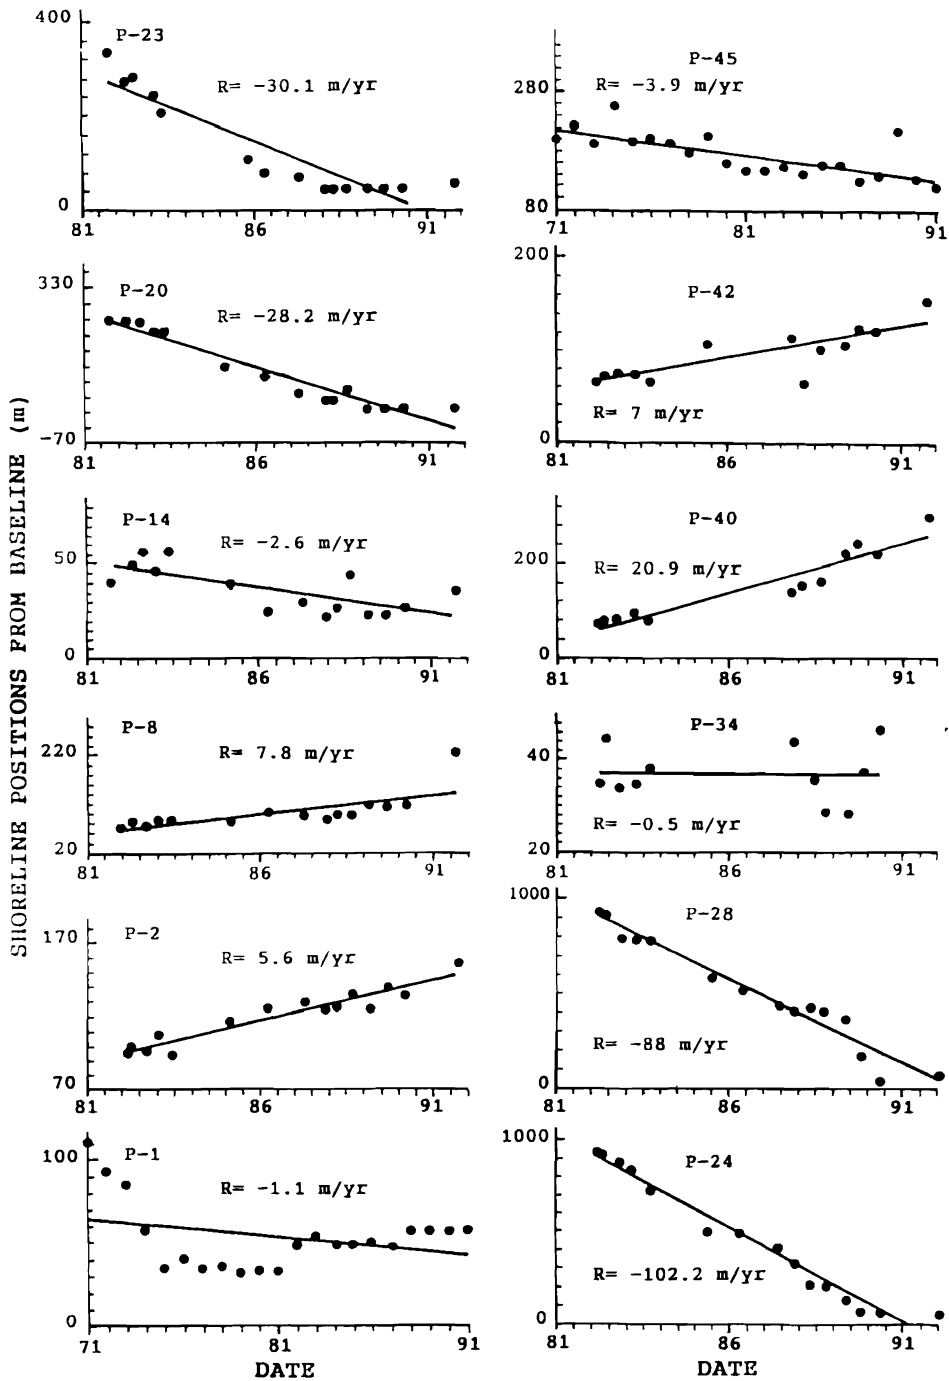 SHORELINE POSITIONS FROM BASELINE (m)
400
P-23
R= -30.1 m/yr
0
81 86 91
330
P-20
R= -28.2 m/yr
-70
81 86 91
P-14
R= -2.6 m/yr
50
0
81 86 91
P-8
R= 7.8 m/yr
220
20
81 86 91
170
P-2
R= 5.6 m/yr
70
81 86 91
P-1
100
R= -1.1 m/yr
0
71 81 91
DATE
P-45
280
R= -3.9 m/yr
80
71 81 91
200
P-42
R= 7 m/yr
0
81 86 91
P-40
200
R= 20.9 m/yr
0
81 86 91
P-34
40
R= -0.5 m/yr
20
81 86 91
1000
P-28
R= -88 m/yr
0
81 86 91
1000
P-24
R= -102.2 m/yr
0
81 86 91
DATE